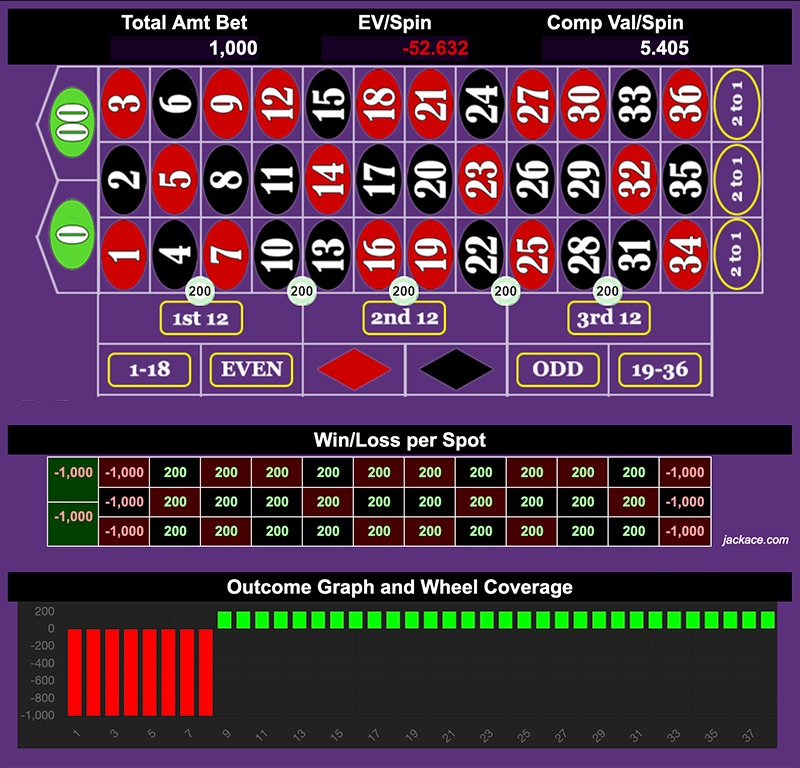 Total Amt Bet EV/Spin Comp Val/Spin
1,000 -52.632 5.405
00 3 6 9 12 15 18 21 24 27 30 33 36 2 to 1
2 5 8 11 14 17 20 23 26 29 32 35 2 to 1
0 1 4 7 10 13 16 19 22 25 28 31 34 2 to 1
200 200 200 200 200
1st 12 2nd 12 3rd 12
1-18 EVEN ODD 19-36
Win/Loss per Spot
-1,000 -1,000 200 200 200 200 200 200 200 200 200 200 -1,000
-1,000 200 200 200 200 200 200 200 200 200 200 -1,000
-1,000 -1,000 200 200 200 200 200 200 200 200 200 200 -1,000
jackace.com
Outcome Graph and Wheel Coverage
200
0
-200
-400
-600
-800
-1,000
1 3 5 7 9 11 13 15 17 19 21 23 25 27 29 31 33 35 37